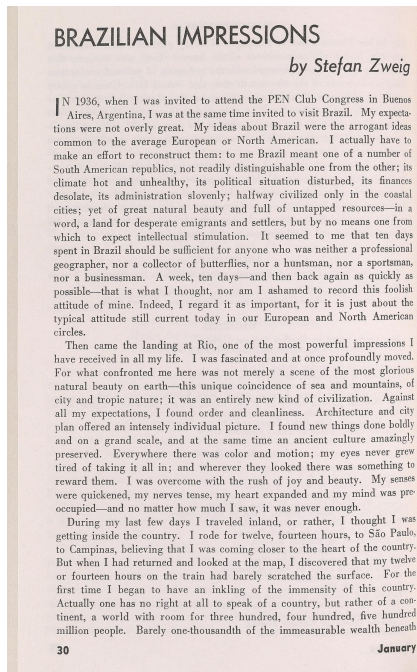 BRAZILIAN IMPRESSIONS
by Stefan Zweig
IN 1936, when I was invited to attend the PEN Club Congress in Buenos
Aires, Argentina, I was at the same time invited to visit Brazil. My expecta-
tions were not overly great. My ideas about Brazil were the arrogant ideas
common to the average European or North American. I actually have to
make an effort to reconstruct them: to me Brazil meant one of a number of
South American republics, not readily distinguishable one from the other; its
climate hot and unhealthy, its political situation disturbed, its finances
desolate, its administration slovenly; halfway civilized only in the coastal
cities; yet of great natural beauty and full of untapped resources—in a
word, a land for desperate emigrants and settlers, but by no means one from
which to expect intellectual stimulation. It seemed to me that ten days
spent in Brazil should be sufficient for anyone who was neither a professional
geographer, nor a collector of butterflies, nor a huntsman, nor a sportsman,
nor a businessman. A week, ten days—and then back again as quickly as
possible—that is what I thought, nor am I ashamed to record this foolish
attitude of mine. Indeed, I regard it as important, for it is just about the
typical attitude still current today in our European and North American
circles.
Then came the landing at Rio, one of the most powerful impressions I
have received in all my life. I was fascinated and at once profoundly moved.
For what confronted me here was not merely a scene of the most glorious
natural beauty on earth—this unique coincidence of sea and mountains, of
city and tropic nature; it was an entirely new kind of civilization. Against
all my expectations, I found order and cleanliness. Architecture and city
plan offered an intensely individual picture. I found new things done boldly
and on a grand scale, and at the same time an ancient culture amazingly
preserved. Everywhere there was color and motion; my eyes never grew
tired of taking it all in; and wherever they looked there was something to
reward them. I was overcome with the rush of joy and beauty. My senses
were quickened, my nerves tense, my heart expanded and my mind was pre-
occupied—and no matter how much I saw, it was never enough.
During my last few days I traveled inland, or rather, I thought I was
getting inside the country. I rode for twelve, fourteen hours, to São Paulo,
to Campinas, believing that I was coming closer to the heart of the country.
But when I had returned and looked at the map, I discovered that my twelve
or fourteen hours on the train had barely scratched the surface. For the
first time I began to have an inkling of the immensity of this country.
Actually one has no right at all to speak of a country, but rather of a con-
tinent, a world with room for three hundred, four hundred, five hundred
million people. Barely one-thousandth of the immeasurable wealth beneath
30 January